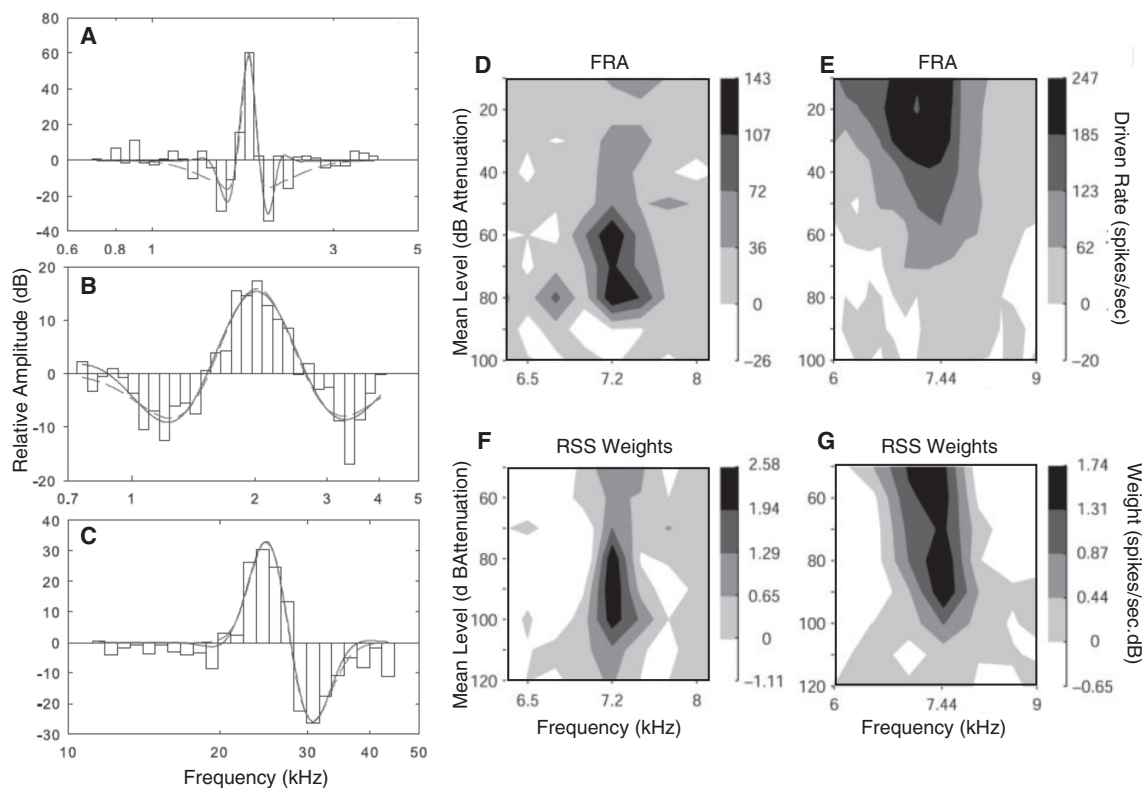 A
80
60
40
20
0
−20
−40
0.6 0.8 1 3 5
B
20
10
0
−10
−20
0.7 1 2 3 4 5
C
40
30
20
10
0
−10
−20
−30
10 20 30 40 50
Relative Amplitude (dB)
Frequency (kHz)
D
FRA
20
40
60
80
100
6.5 7.2 8
143
107
72
36
0
−26
Mean Level (dB Attenuation)
E
FRA
20
40
60
80
100
6 7.44 9
247
185
123
62
0
−20
Driven Rate (spikes/sec)
F
RSS Weights
60
80
100
120
6.5 7.2 8
2.58
1.94
1.29
0.65
0
−1.11
Mean Level (d BAttenuation)
Frequency (kHz)
G
RSS Weights
60
80
100
120
6 7.44 9
1.74
1.31
0.87
0.44
0
−0.65
Weight (spikes/sec.dB)
Frequency (kHz)